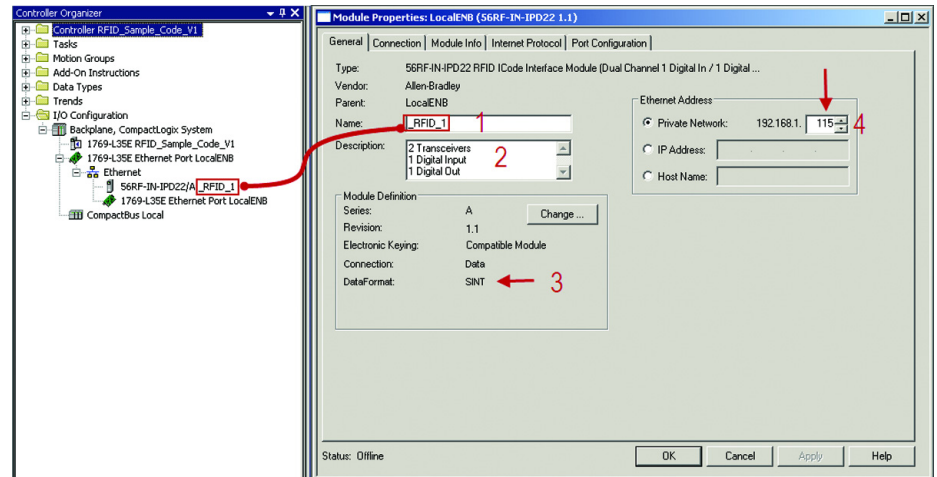 Controller Organizer
Controller RFID_Sample_Code_V1
Tasks
Motion Groups
Add-On Instructions
Data Types
Trends
I/O Configuration
Backplane, CompactLogix System
1769-L35E RFID_Sample_Code_V1
1769-L35E Ethernet Port LocalENB
Ethernet
56RF-IN-IPD22/A _RFID_1
1769-L35E Ethernet Port LocalENB
CompactBus Local
Module Properties: LocalENB (56RF-IN-IPD22 1.1)
General Connection Module Info Internet Protocol Port Configuration
Type: 56RF-IN-IPD22 RFID ICode Interface Module (Dual Channel 1 Digital In / 1 Digital ...
Vendor: Allen-Bradley
Parent: LocalENB
Name: _RFID_1 1
Description: 2 Transceivers
1 Digital Input
1 Digital Out
2
Module Definition
Series: A Change ...
Revision: 1.1
Electronic Keying: Compatible Module
Connection: Data
DataFormat: SINT 3
Ethernet Address
Private Network: 192.168.1. 115 4
IP Address: . . .
Host Name:
Status: Offline
OK Cancel Apply Help